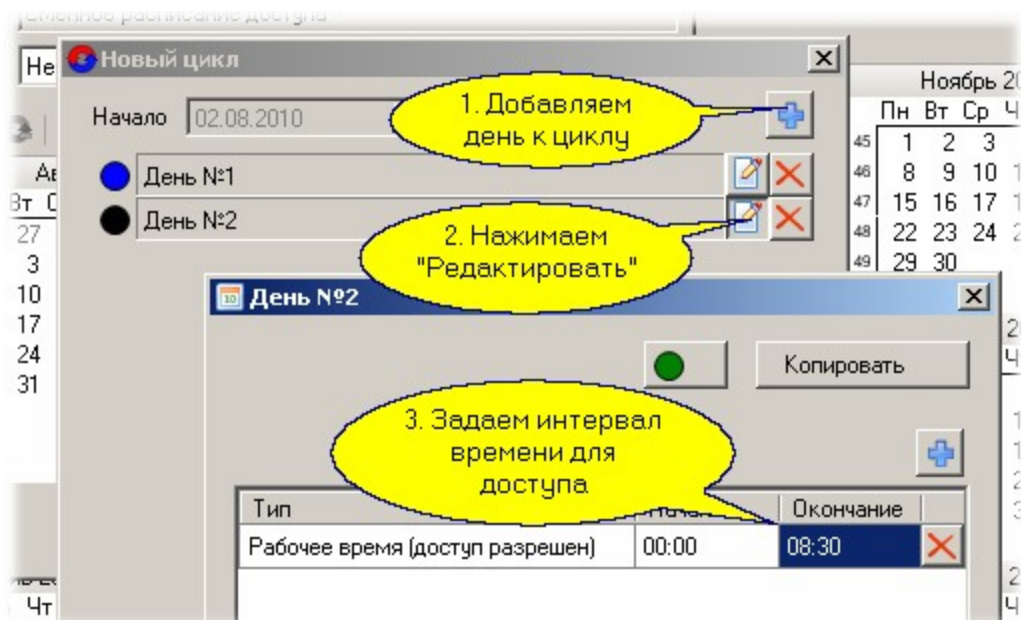 Не
Новый цикл
Начало 02.08.2010
1. Добавляем
день к циклу
День №1
День №2
2. Нажимаем
"Редактировать"
День №2
Копировать
3. Задаем интервал
времени для
доступа
Тип Окончание
Рабочее время (доступ разрешен) 00:00 08:30
Ноябрь 20
Пн Вт Ср Ч
45 1 2 3
46 8 9 10 1
47 15 16 17 1
48 22 23 24 2
49 29 30
Вт
27
3
10
17
24
31
Чт